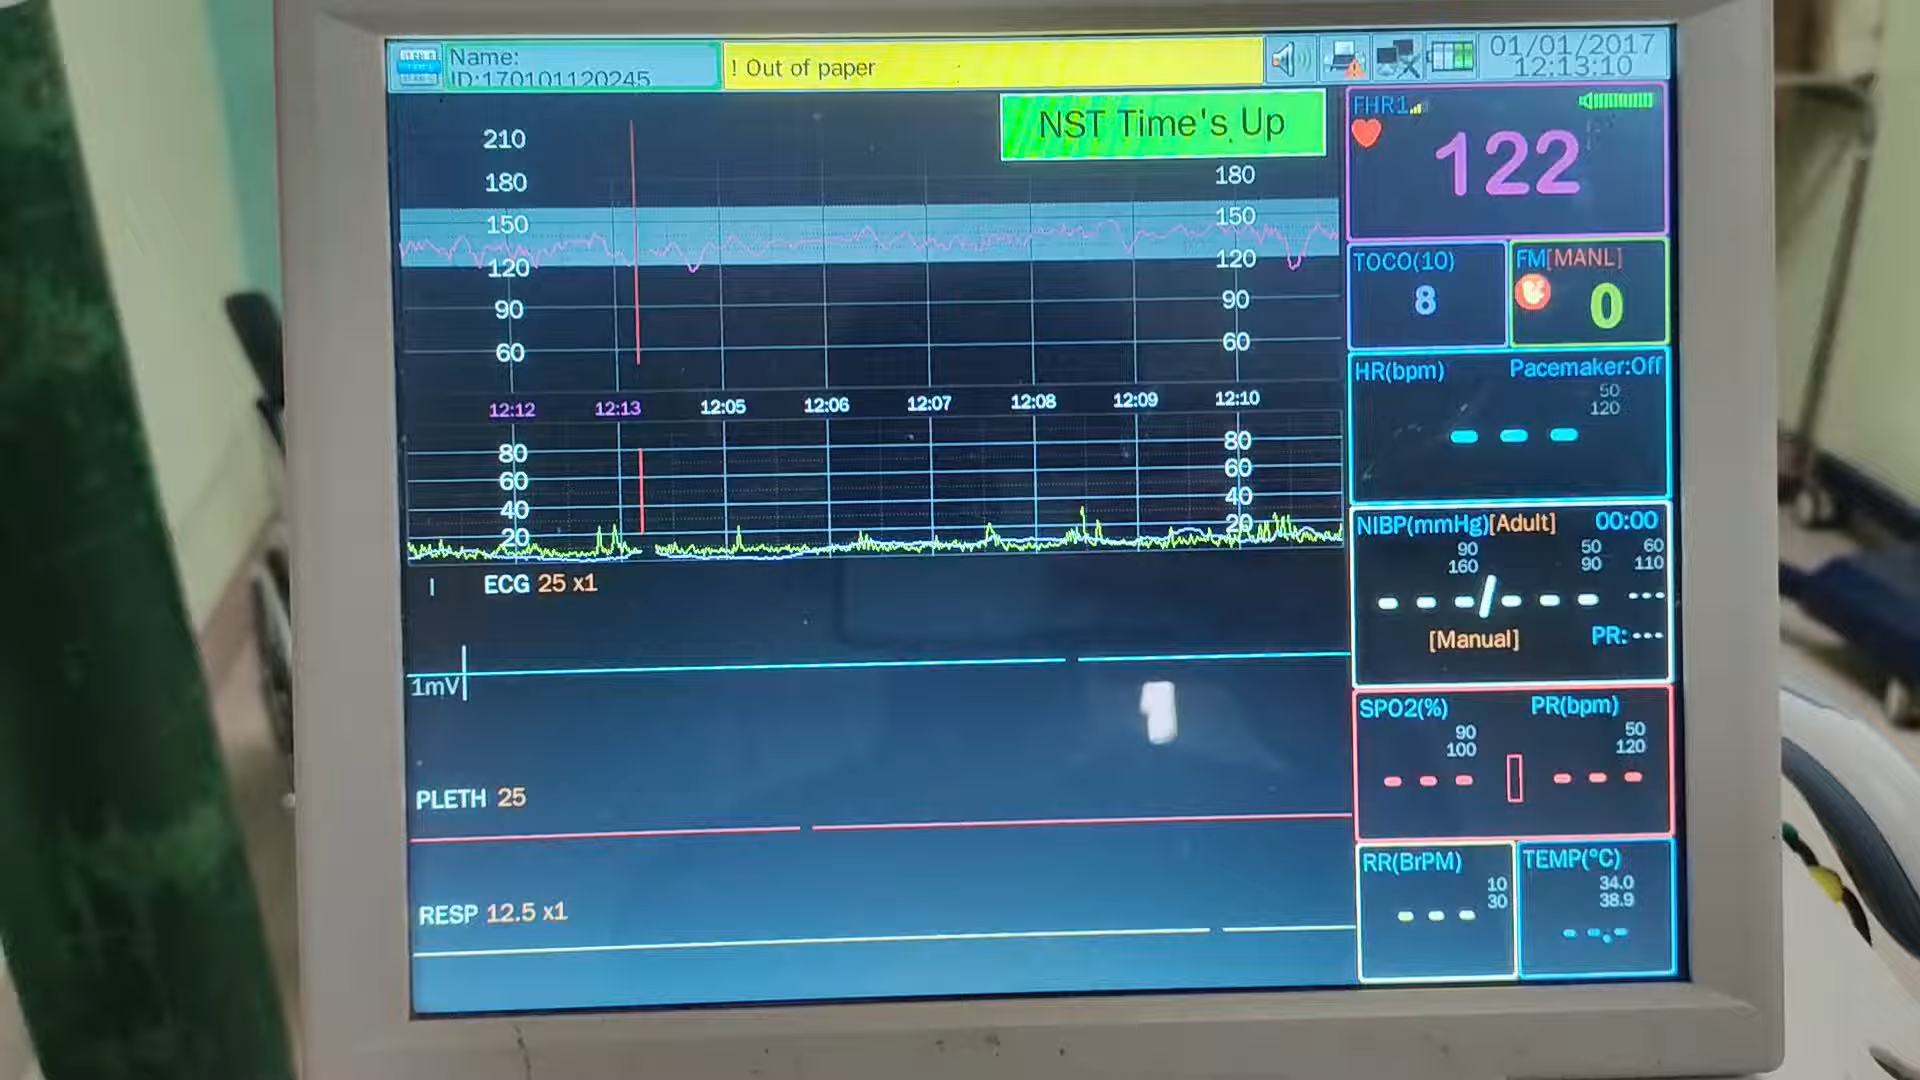 Name:
ID:170101120245
! Out of paper
01/01/2017
12:13:10
NST Time's Up
210
180
150
120
90
60
180
150
120
90
60
12:12 12:13 12:05 12:06 12:07 12:08 12:09 12:10
80
60
40
20
80
60
40
20
I ECG 25 x1
1mV
PLETH 25
RESP 12.5 x1
FHR1
122
TOCO(10)
8
FM[MANL]
0
HR(bpm) Pacemaker:Off
50
120
- - -
NIBP(mmHg)[Adult] 00:00
90 50 60
160 90 110
- - -/- - - ---
[Manual] PR:---
SPO2(%) PR(bpm)
90 50
100 120
- - - - - -
RR(BrPM)
10
30
- - -
TEMP(°C)
34.0
38.9
- -.-